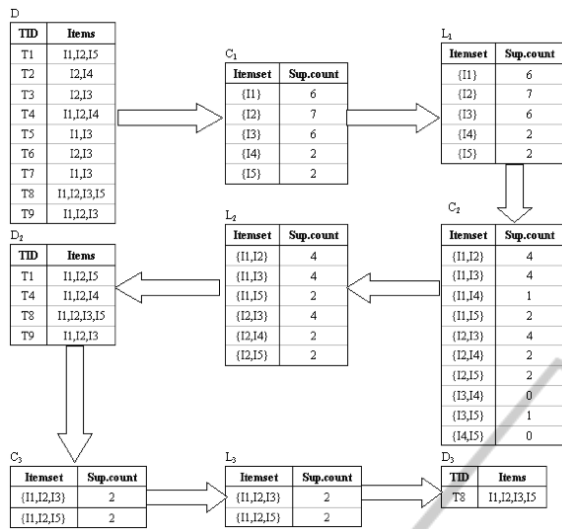 D
TID Items
T1 I1,I2,I5
T2 I2,I4
T3 I2,I3
T4 I1,I2,I4
T5 I1,I3
T6 I2,I3
T7 I1,I3
T8 I1,I2,I3,I5
T9 I1,I2,I3
C1
Itemset Sup.count
{I1} 6
{I2} 7
{I3} 6
{I4} 2
{I5} 2
L1
Itemset Sup.count
{I1} 6
{I2} 7
{I3} 6
{I4} 2
{I5} 2
D2
TID Items
T1 I1,I2,I5
T4 I1,I2,I4
T8 I1,I2,I3,I5
T9 I1,I2,I3
L2
Itemset Sup.count
{I1,I2} 4
{I1,I3} 4
{I1,I5} 2
{I2,I3} 4
{I2,I4} 2
{I2,I5} 2
C2
Itemset Sup.count
{I1,I2} 4
{I1,I3} 4
{I1,I4} 1
{I1,I5} 2
{I2,I3} 4
{I2,I4} 2
{I2,I5} 2
{I3,I4} 0
{I3,I5} 1
{I4,I5} 0
C3
Itemset Sup.count
{I1,I2,I3} 2
{I1,I2,I5} 2
L3
Itemset Sup.count
{I1,I2,I3} 2
{I1,I2,I5} 2
D3
TID Items
T8 I1,I2,I3,I5